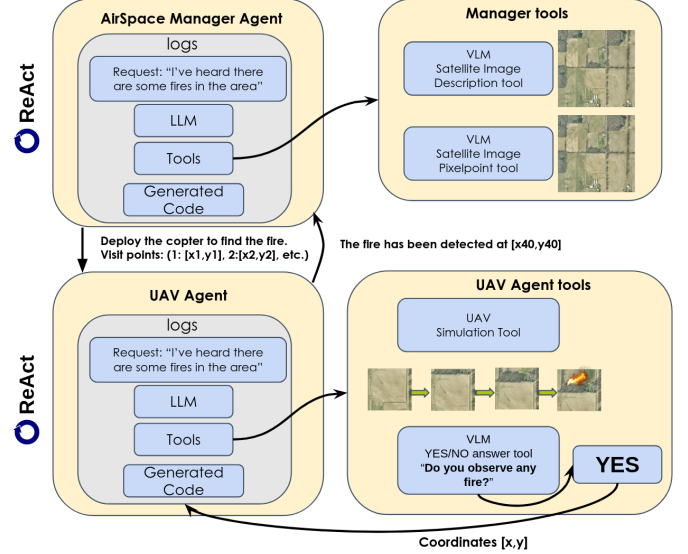 AirSpace Manager Agent
logs
Request: “I’ve heard there
are some fires in the area”
LLM
Tools
Generated
Code
ReAct
Manager tools
VLM
Satellite Image
Description tool
VLM
Satellite Image
Pixelpoint tool
Deploy the copter to find the fire.
Visit points: (1: [x1,y1], 2:[x2,y2], etc.)
The fire has been detected at [x40,y40]
UAV Agent
logs
Request: “I’ve heard there
are some fires in the area”
LLM
Tools
Generated
Code
ReAct
UAV Agent tools
UAV
Simulation Tool
VLM
YES/NO answer tool
“Do you observe any
fire?”
YES
Coordinates [x,y]